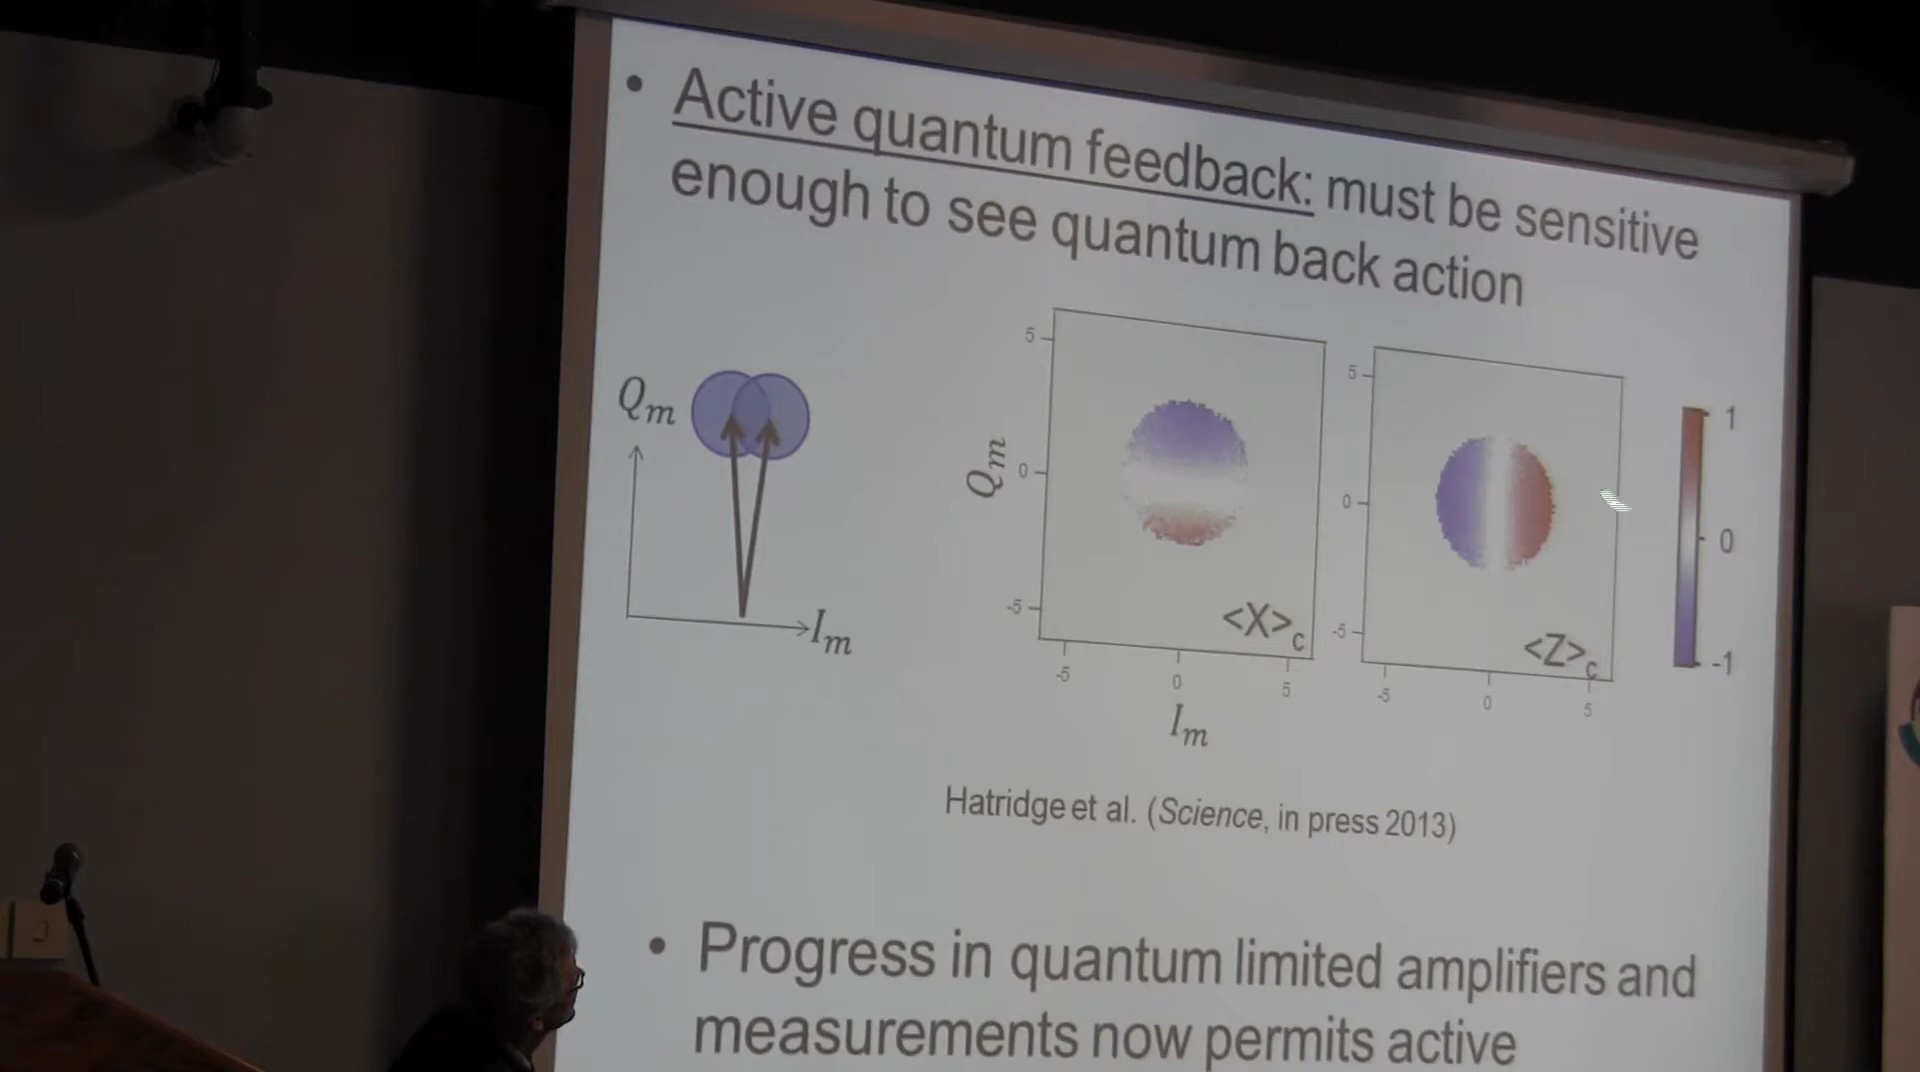 • Active quantum feedback: must be sensitive
enough to see quantum back action
Qm
Im
Qm
5
0
-5
<X>c
-5
0
5
Im
5
0
-5
<Z>c
-5
0
5
1
0
-1
Hatridge et al. (Science, in press 2013)
• Progress in quantum limited amplifiers and
measurements now permits active